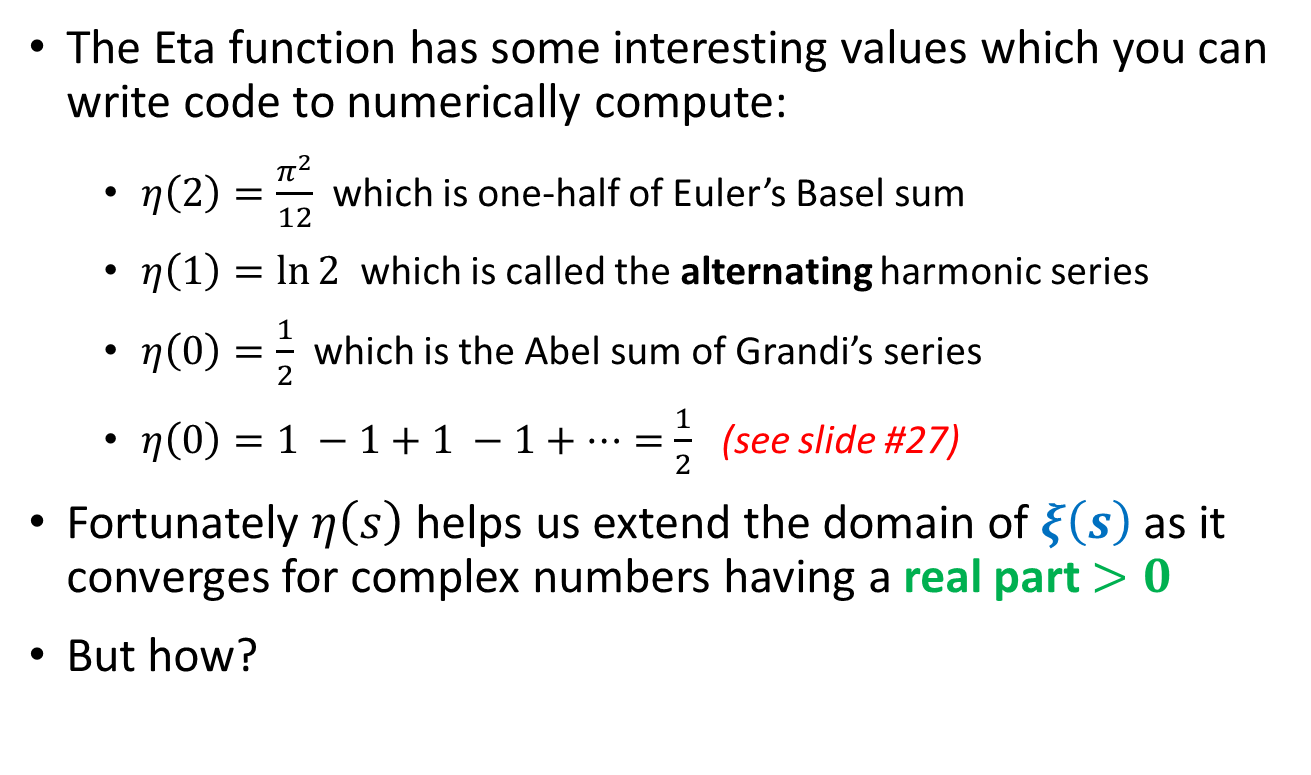 • The Eta function has some interesting values which you can
write code to numerically compute:
• η(2) = π²/12 which is one-half of Euler’s Basel sum
• η(1) = ln 2 which is called the alternating harmonic series
• η(0) = 1/2 which is the Abel sum of Grandi’s series
• η(0) = 1 − 1 + 1 − 1 + ⋯ = 1/2 (see slide #27)
• Fortunately η(s) helps us extend the domain of ξ(s) as it
converges for complex numbers having a real part > 0
• But how?